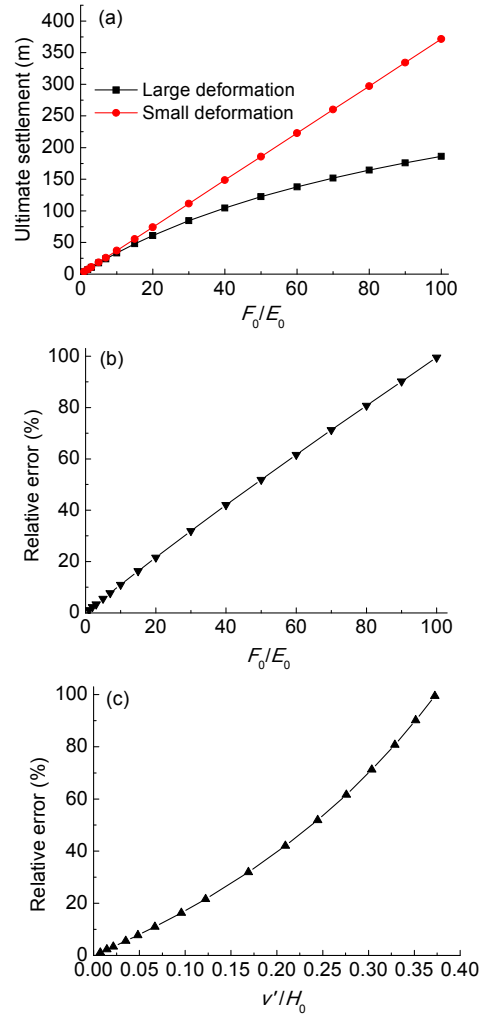 (a)
Ultimate settlement (m)
400
350
300
250
200
150
100
50
0
Large deformation
Small deformation
0 20 40 60 80 100
F₀/E₀
(b)
Relative error (%)
100
80
60
40
20
0
0 20 40 60 80 100
F₀/E₀
(c)
Relative error (%)
100
80
60
40
20
0
0.00 0.05 0.10 0.15 0.20 0.25 0.30 0.35 0.40
v'/H₀